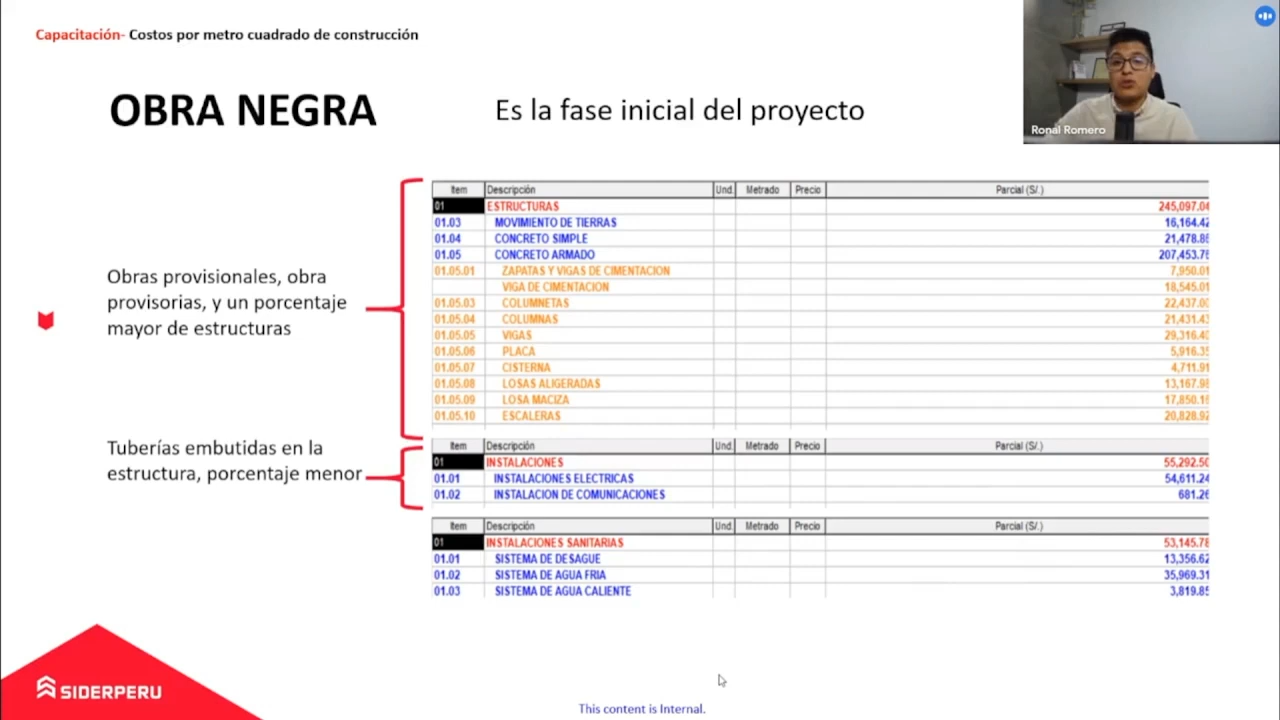 Capacitación- Costos por metro cuadrado de construcción
OBRA NEGRA
Es la fase inicial del proyecto
Ronal Romero
Obras provisionales, obra
provisorias, y un porcentaje
mayor de estructuras
Item Descripción Und. Metrado Precio Parcial (S/.)
01 ESTRUCTURAS 245,097.04
01.03 MOVIMIENTO DE TIERRAS 16,164.42
01.04 CONCRETO SIMPLE 21,478.86
01.05 CONCRETO ARMADO 207,453.76
01.05.01 ZAPATAS Y VIGAS DE CIMENTACION 7,950.01
VIGA DE CIMENTACION 18,545.01
01.05.03 COLUMNETAS 22,437.00
01.05.04 COLUMNAS 21,431.43
01.05.05 VIGAS 29,316.40
01.05.06 PLACA 5,916.35
01.05.07 CISTERNA 4,711.91
01.05.08 LOSAS ALIGERADAS 13,167.98
01.05.09 LOSA MACIZA 17,850.16
01.05.10 ESCALERAS 20,828.92
Tuberías embutidas en la
estructura, porcentaje menor
Item Descripción Und. Metrado Precio Parcial (S/.)
01 INSTALACIONES 55,292.50
01.01 INSTALACIONES ELECTRICAS 54,611.24
01.02 INSTALACION DE COMUNICACIONES 681.26
Item Descripción Und. Metrado Precio Parcial (S/.)
01 INSTALACIONES SANITARIAS 53,145.78
01.01 SISTEMA DE DESAGUE 13,356.62
01.02 SISTEMA DE AGUA FRIA 35,969.31
01.03 SISTEMA DE AGUA CALIENTE 3,819.85
SIDERPERU
This content is Internal.